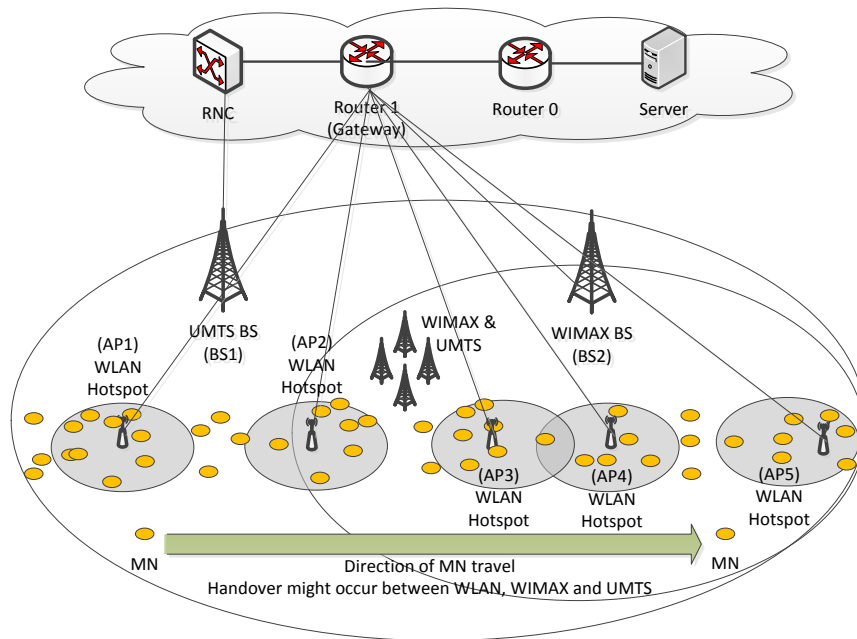 RNC
Router 1
(Gateway)
Router 0
Server
UMTS BS
(BS1)
WIMAX &
UMTS
WIMAX BS
(BS2)
(AP1)
WLAN
Hotspot
(AP2)
WLAN
Hotspot
(AP3)
WLAN
Hotspot
(AP4)
WLAN
Hotspot
(AP5)
WLAN
Hotspot
MN
MN
Direction of MN travel
Handover might occur between WLAN, WIMAX and UMTS